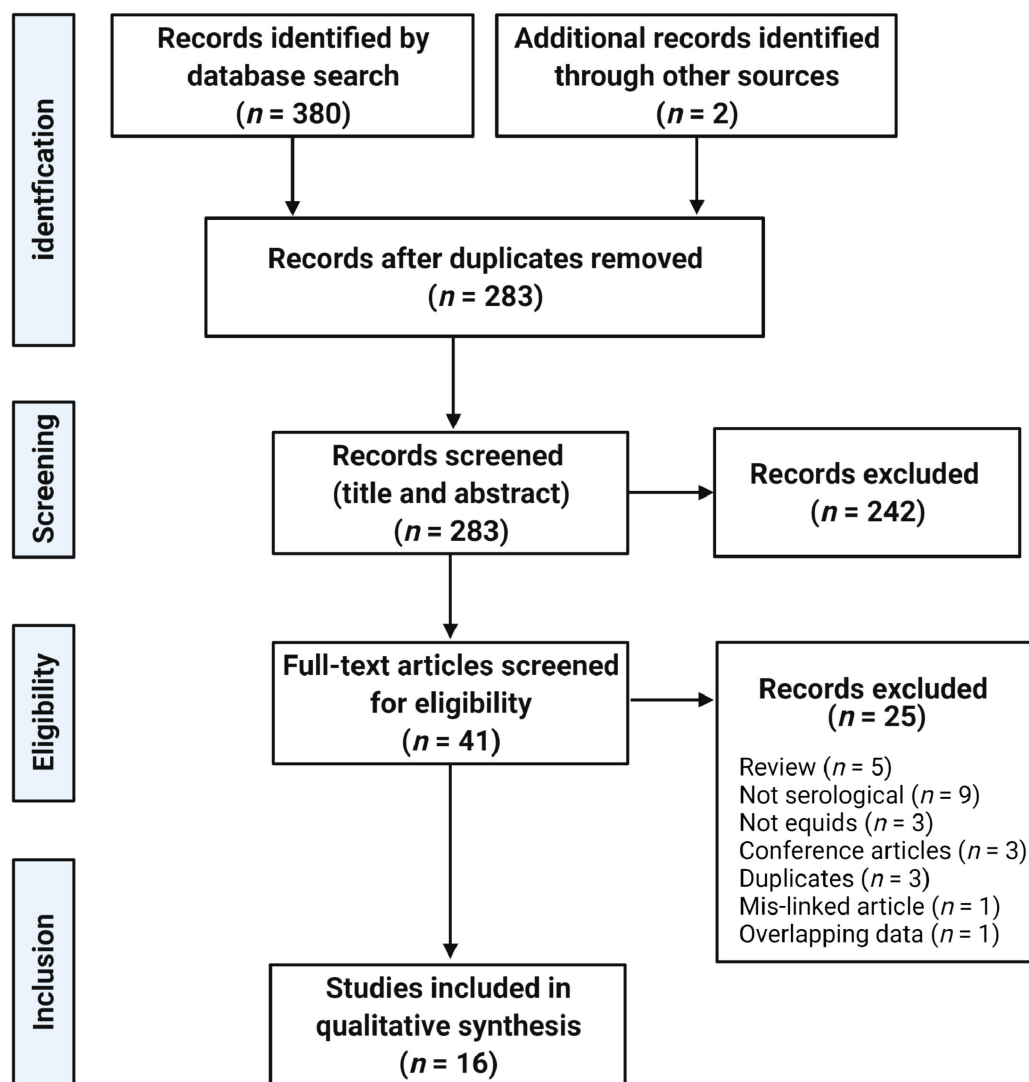 identfication
Records identified by
database search
(n = 380)
Additional records identified
through other sources
(n = 2)
Records after duplicates removed
(n = 283)
Screening
Records screened
(title and abstract)
(n = 283)
Records excluded
(n = 242)
Eligibility
Full-text articles screened
for eligibility
(n = 41)
Records excluded
(n = 25)
Review (n = 5)
Not serological (n = 9)
Not equids (n = 3)
Conference articles (n = 3)
Duplicates (n = 3)
Mis-linked article (n = 1)
Overlapping data (n = 1)
Inclusion
Studies included in
qualitative synthesis
(n = 16)